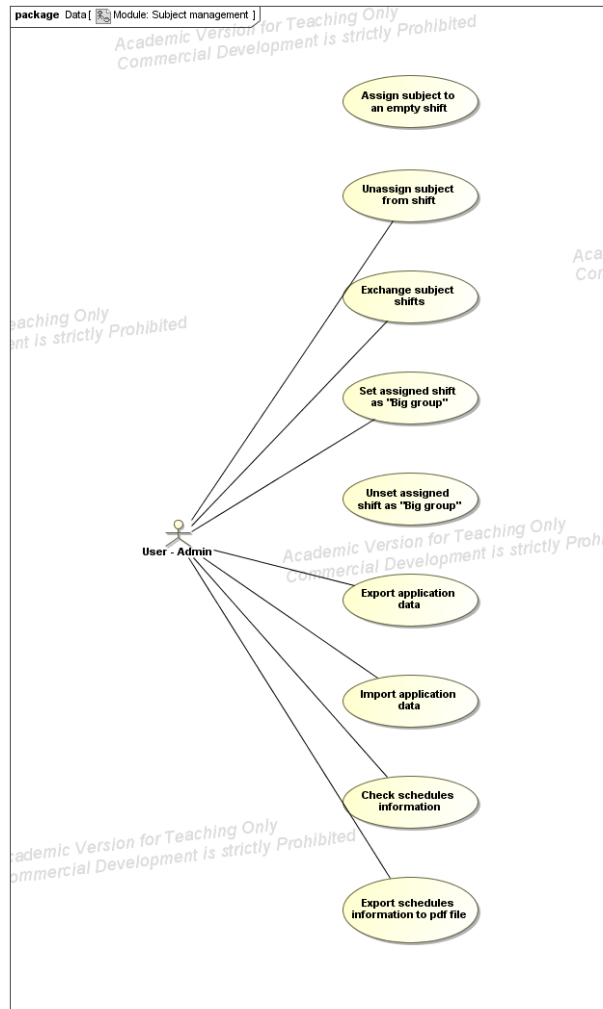 package Data [ Module: Subject management ]
Academic Version for Teaching Only
Commercial Development is strictly Prohibited
Assign subject to
an empty shift
Unassign subject
from shift
Aca
Cor
Exchange subject
shifts
eaching Only
nt is strictly Prohibited
Set assigned shift
as "Big group"
Unset assigned
shift as "Big group"
User - Admin
Academic Version for Teaching Only
Commercial Development is strictly Prohi
Export application
data
Import application
data
Check schedules
information
cademic Version for Teaching Only
ommercial Development is strictly Prohibited
Export schedules
information to pdf file